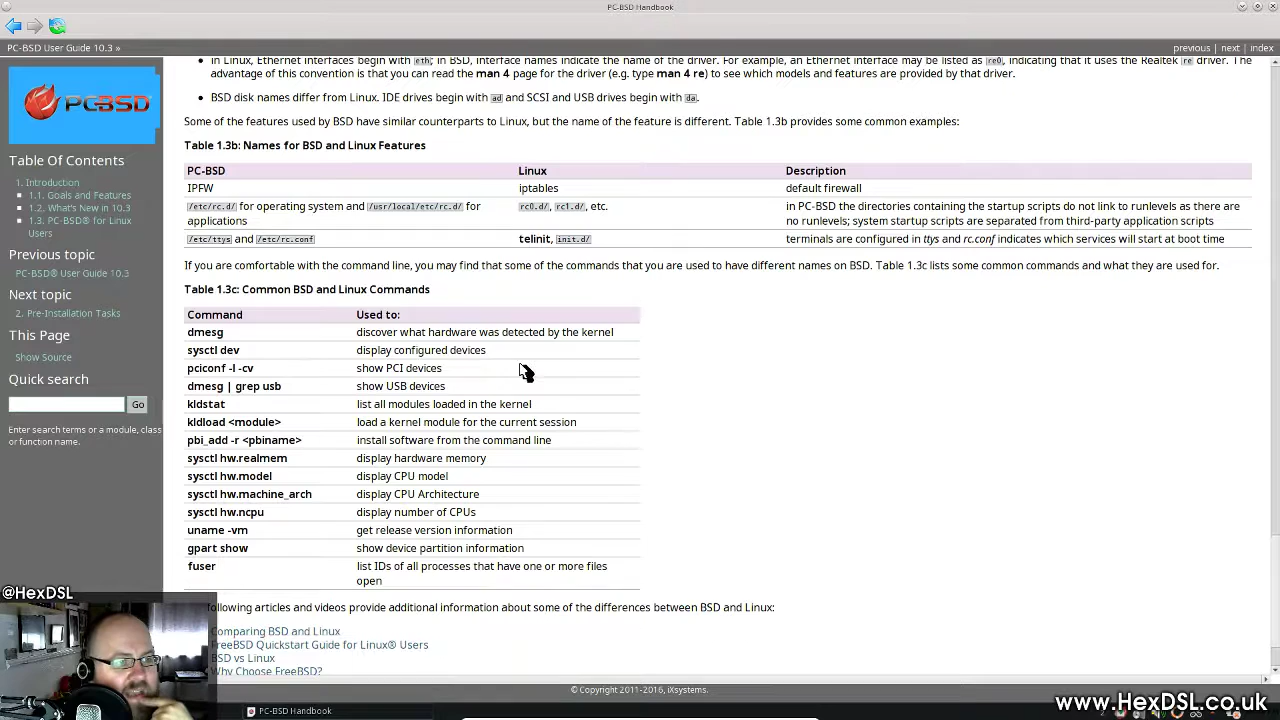 PC-BSD Handbook
PC-BSD User Guide 10.3 »
previous | next | index
PCBSD
Table Of Contents
1. Introduction
1.1. Goals and Features
1.2. What's New in 10.3
1.3. PC-BSD® for Linux
Users
Previous topic
PC-BSD® User Guide 10.3
Next topic
2. Pre-Installation Tasks
This Page
Show Source
Quick search
Go
Enter search terms or a module, class
or function name.
in Linux, Ethernet interfaces begin with eth; in BSD, interface names indicate the name of the driver. For example, an Ethernet interface may be listed as re0, indicating that it uses the Realtek re driver. The
advantage of this convention is that you can read the man 4 page for the driver (e.g. type man 4 re) to see which models and features are provided by that driver.
BSD disk names differ from Linux. IDE drives begin with ad and SCSI and USB drives begin with da.
Some of the features used by BSD have similar counterparts to Linux, but the name of the feature is different. Table 1.3b provides some common examples:
Table 1.3b: Names for BSD and Linux Features
PC-BSD Linux Description
IPFW iptables default firewall
/etc/rc.d/ for operating system and /usr/local/etc/rc.d/ for rc0.d/, rc1.d/, etc. in PC-BSD the directories containing the startup scripts do not link to runlevels as there are
applications no runlevels; system startup scripts are separated from third-party application scripts
/etc/ttys and /etc/rc.conf telinit, init.d/ terminals are configured in ttys and rc.conf indicates which services will start at boot time
If you are comfortable with the command line, you may find that some of the commands that you are used to have different names on BSD. Table 1.3c lists some common commands and what they are used for.
Table 1.3c: Common BSD and Linux Commands
Command Used to:
dmesg discover what hardware was detected by the kernel
sysctl dev display configured devices
pciconf -l -cv show PCI devices
dmesg | grep usb show USB devices
kldstat list all modules loaded in the kernel
kldload <module> load a kernel module for the current session
pbi_add -r <pbiname> install software from the command line
sysctl hw.realmem display hardware memory
sysctl hw.model display CPU model
sysctl hw.machine_arch display CPU Architecture
sysctl hw.ncpu display number of CPUs
uname -vm get release version information
gpart show show device partition information
fuser list IDs of all processes that have one or more files
open
following articles and videos provide additional information about some of the differences between BSD and Linux:
Comparing BSD and Linux
FreeBSD Quickstart Guide for Linux® Users
BSD vs Linux
Why Choose FreeBSD?
@HexDSL
© Copyright 2011-2016, iXsystems.
PC-BSD Handbook
www.HexDSL.co.uk